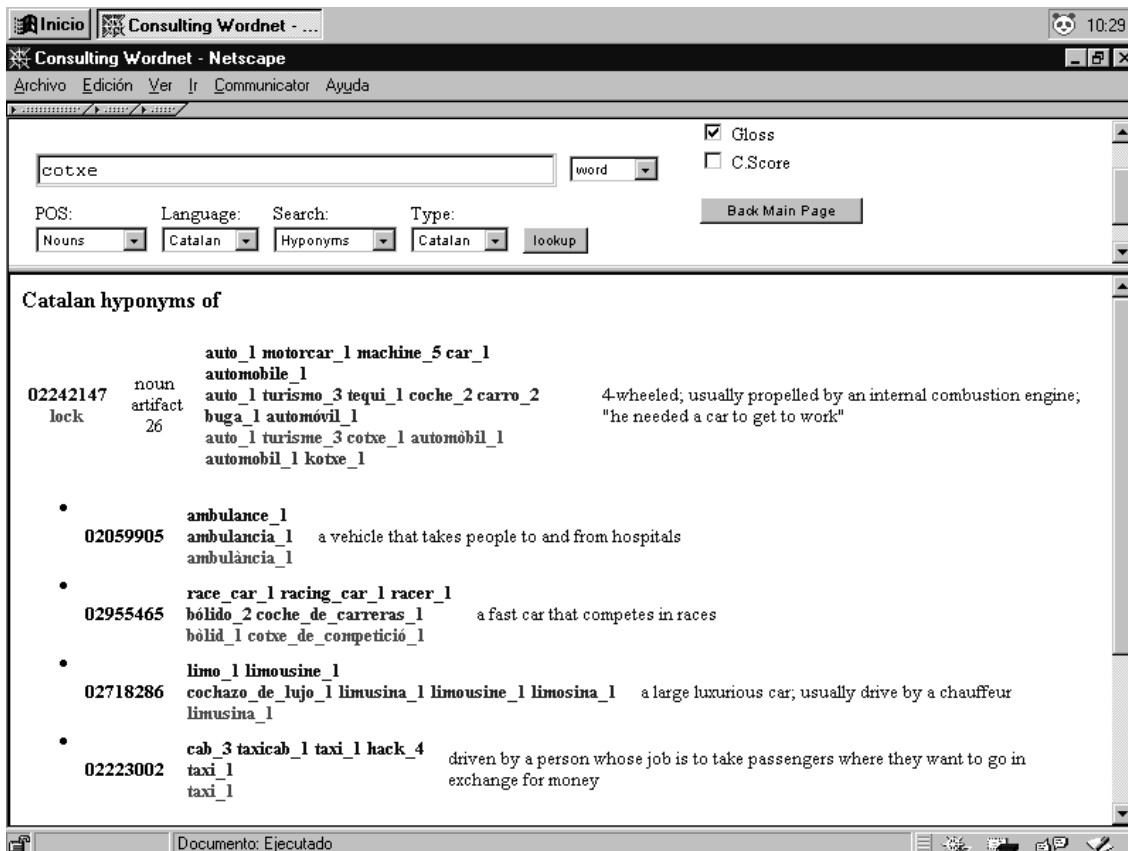 Inicio Consulting Wordnet - ... 10:29
Consulting Wordnet - Netscape
Archivo Edición Ver Ir Communicator Ayuda
Gloss
cotxe word C.Score
POS: Language: Search: Type: Back Main Page
Nouns Catalan Hyponyms Catalan lookup
Catalan hyponyms of
auto_1 motorcar_1 machine_5 car_1
automobile_1
02242147 noun auto_1 turismo_3 tequi_1 coche_2 carro_2 4-wheeled; usually propelled by an internal combustion engine;
lock artifact buga_1 automóvil_1 "he needed a car to get to work"
26 auto_1 turisme_3 cotxe_1 automòbil_1
automobil_1 kotxe_1
ambulance_1
02059905 ambulancia_1 a vehicle that takes people to and from hospitals
ambulància_1
race_car_1 racing_car_1 racer_1
02955465 bólido_2 coche_de_carreras_1 a fast car that competes in races
bòlid_1 cotxe_de_competició_1
limo_1 limousine_1
02718286 cochazo_de_lujo_1 limusina_1 limousine_1 limosina_1 a large luxurious car; usually drive by a chauffeur
limusina_1
cab_3 taxicab_1 taxi_1 hack_4
02223002 taxi_1 driven by a person whose job is to take passengers where they want to go in
taxi_1 exchange for money
Documento: Ejecutado